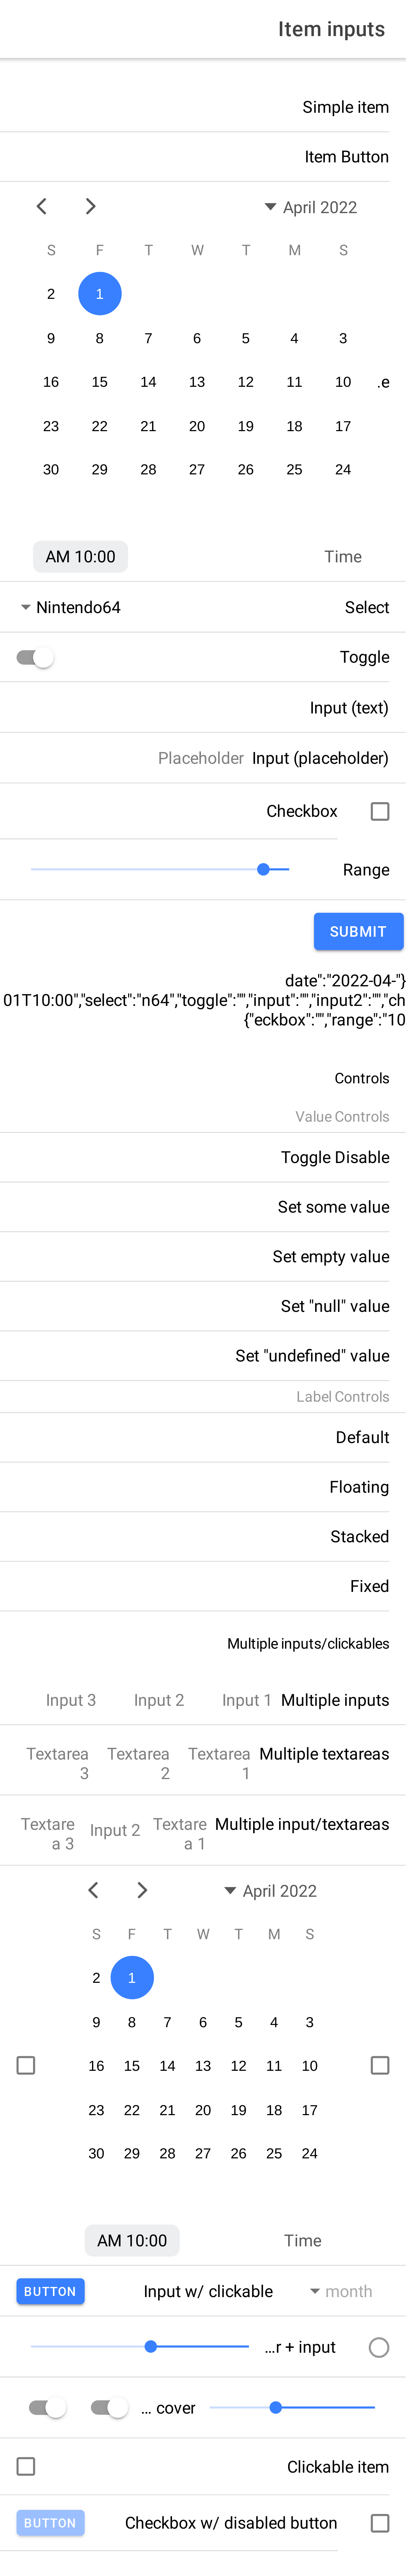 Item inputs
Simple item
Item Button
April 2022
S M T W T F S
1 2
3 4 5 6 7 8 9
.e
10 11 12 13 14 15 16
17 18 19 20 21 22 23
24 25 26 27 28 29 30
Time AM 10:00
Select Nintendo64
Toggle
Input (text)
Input (placeholder) Placeholder
Checkbox
Range
SUBMIT
date":"2022-04-"}
01T10:00","select":"n64","toggle":"","input":"","input2":"","ch
{"eckbox":"","range":"10
Controls
Value Controls
Toggle Disable
Set some value
Set empty value
Set "null" value
Set "undefined" value
Label Controls
Default
Floating
Stacked
Fixed
Multiple inputs/clickables
Multiple inputs Input 1 Input 2 Input 3
Multiple textareas Textarea Textarea Textarea
1 2 3
Multiple input/textareas Textare Input 2 Textare
a 1 a 3
April 2022
S M T W T F S
1 2
3 4 5 6 7 8 9
10 11 12 13 14 15 16
17 18 19 20 21 22 23
24 25 26 27 28 29 30
Time AM 10:00
month Input w/ clickable BUTTON
...r + input
... cover
Clickable item
Checkbox w/ disabled button BUTTON